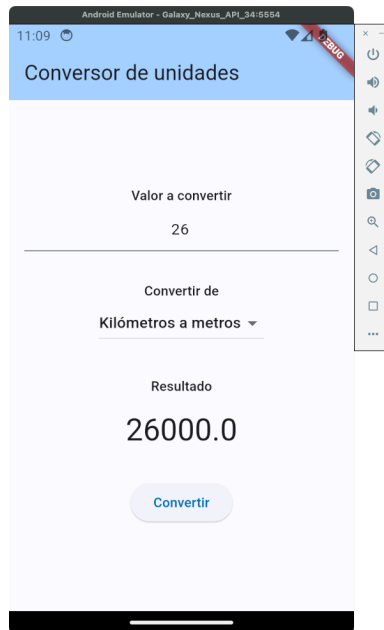 Android Emulator - Galaxy_Nexus_API_34:5554
11:09
DEBUG
Conversor de unidades
Valor a convertir
26
Convertir de
Kilómetros a metros
Resultado
26000.0
Convertir